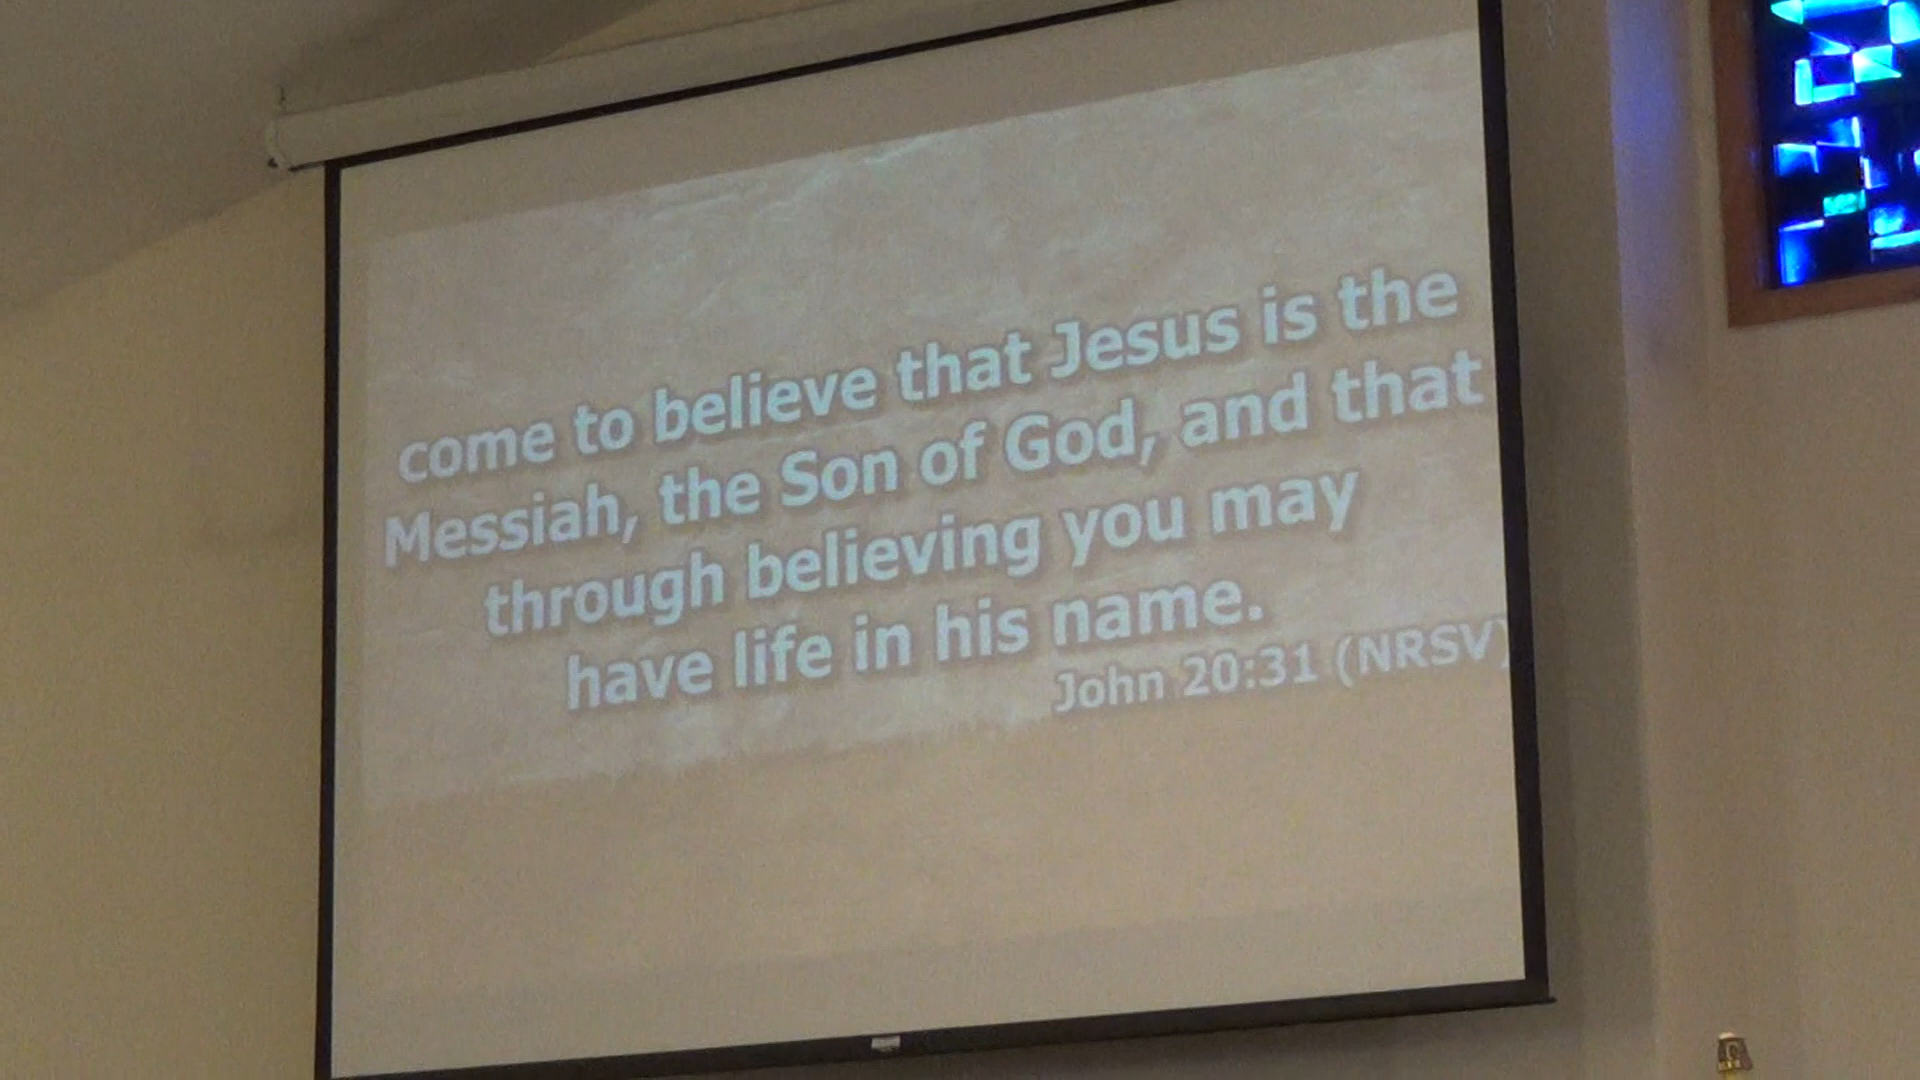 come to believe that Jesus is the
Messiah, the Son of God, and that
through believing you may
have life in his name.
John 20:31 (NRSV)